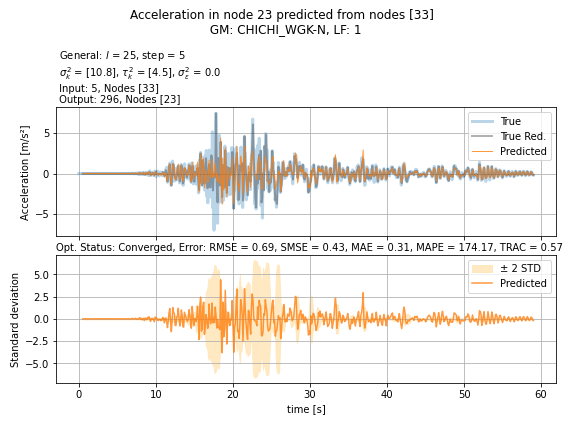 Acceleration in node 23 predicted from nodes [33]
GM: CHICHI_WGK-N, LF: 1
General: l = 25, step = 5
σ²ₖ = [10.8], τ²ₖ = [4.5], σ²ε = 0.0
Input: 5, Nodes [33]
Output: 296, Nodes [23]
True
True Red.
Predicted
Acceleration [m/s²]
5
0
−5
Opt. Status: Converged, Error: RMSE = 0.69, SMSE = 0.43, MAE = 0.31, MAPE = 174.17, TRAC = 0.57
± 2 STD
Predicted
Standard deviation
5.0
2.5
0.0
−2.5
−5.0
0 10 20 30 40 50 60
time [s]